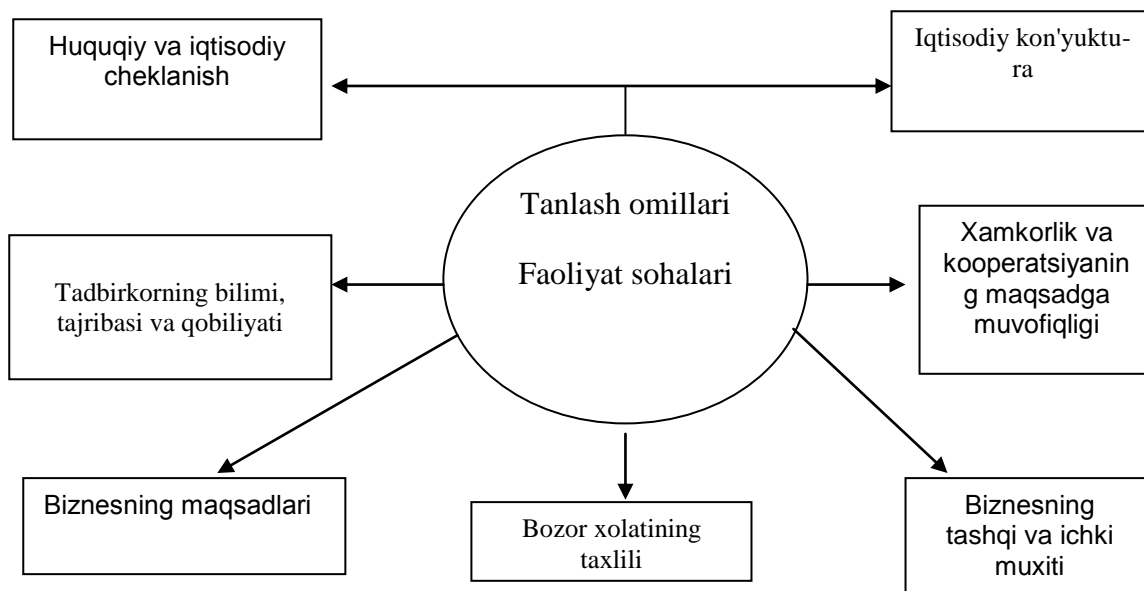 Huquqiy va iqtisodiy
cheklanish
Iqtisodiy kon'yuktu-
ra
Tanlash omillari
Faoliyat sohalari
Tadbirkorning bilimi,
tajribasi va qobiliyati
Xamkorlik va
kooperatsiyanin
g maqsadga
muvofiqligi
Biznesning maqsadlari
Bozor xolatining
taxlili
Biznesning
tashqi va ichki
muxiti